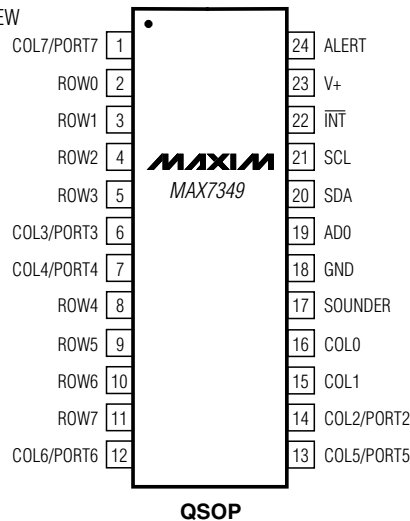 EW
COL7/PORT7 1
ROW0 2
ROW1 3
ROW2 4
ROW3 5
COL3/PORT3 6
COL4/PORT4 7
ROW4 8
ROW5 9
ROW6 10
ROW7 11
COL6/PORT6 12
MAXIM
MAX7349
24 ALERT
23 V+
22 INT
21 SCL
20 SDA
19 AD0
18 GND
17 SOUNDER
16 COL0
15 COL1
14 COL2/PORT2
13 COL5/PORT5
QSOP